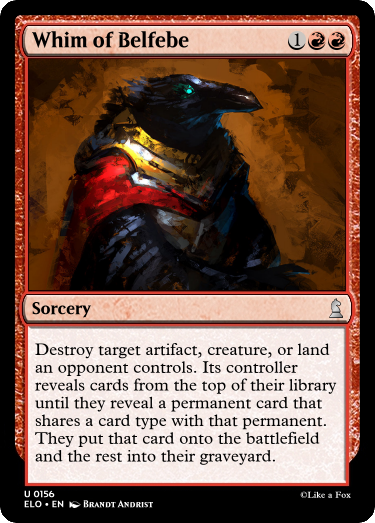 Whim of Belfebe 1
Sorcery
Destroy target artifact, creature, or land
an opponent controls. Its controller
reveals cards from the top of their library
until they reveal a permanent card that
shares a card type with that permanent.
They put that card onto the battlefield
and the rest into their graveyard.
U 0156
ELO • EN Brandt Andrist
©Like a Fox